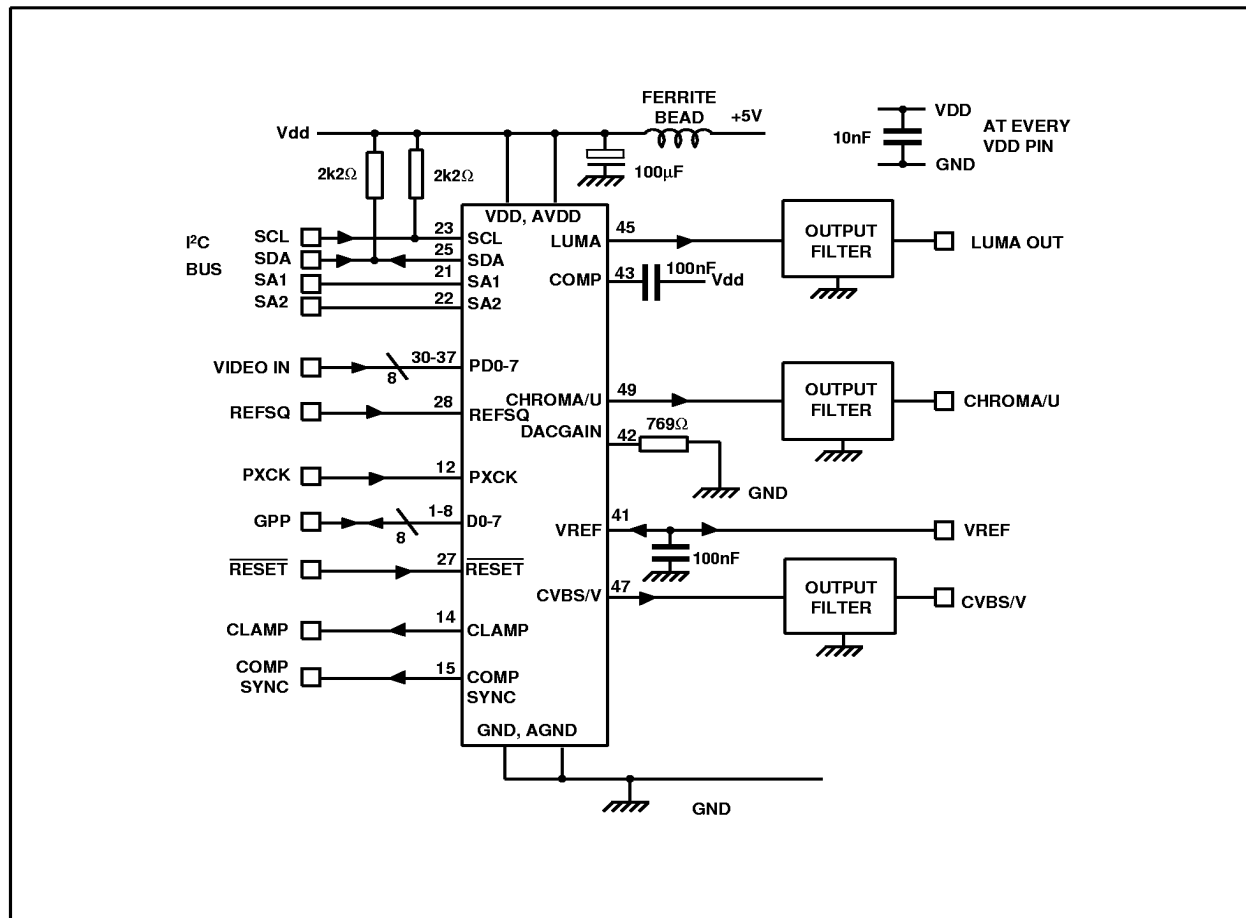 FERRITE
BEAD
+5V
Vdd
2k2Ω
2k2Ω
100µF
10nF
VDD
GND
AT EVERY
VDD PIN
I²C
BUS
SCL
SDA
SA1
SA2
VIDEO IN
REFSQ
PXCK
GPP
RESET
CLAMP
COMP
SYNC
23
25
21
22
30-37
8
28
12
1-8
8
27
14
15
VDD, AVDD
SCL
SDA
SA1
SA2
PD0-7
REFSQ
PXCK
D0-7
RESET
CLAMP
COMP
SYNC
GND, AGND
LUMA
COMP
CHROMA/U
DACGAIN
VREF
CVBS/V
45
43
100nF
Vdd
49
42
769Ω
GND
41
100nF
47
OUTPUT
FILTER
LUMA OUT
OUTPUT
FILTER
CHROMA/U
VREF
OUTPUT
FILTER
CVBS/V
GND